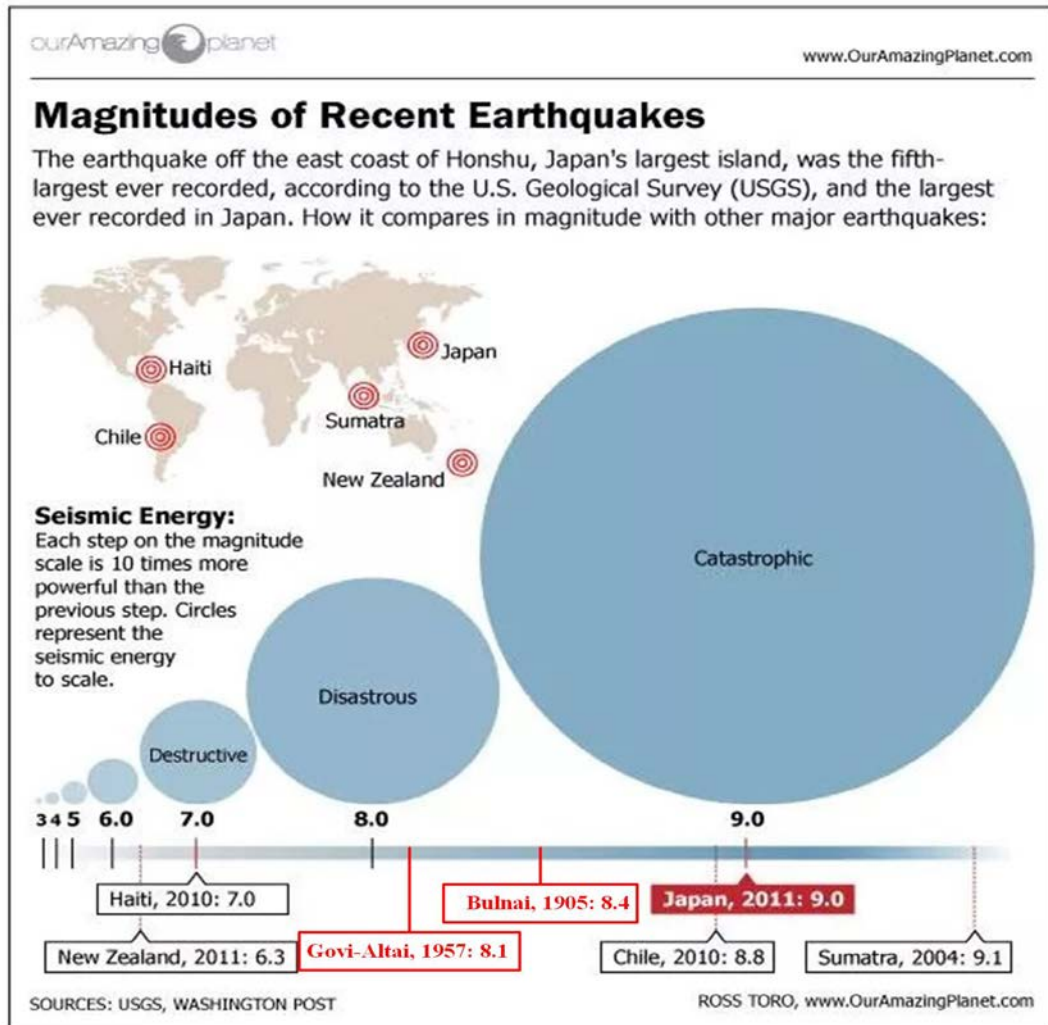 ourAmazing planet
www.OurAmazingPlanet.com
Magnitudes of Recent Earthquakes
The earthquake off the east coast of Honshu, Japan's largest island, was the fifth-
largest ever recorded, according to the U.S. Geological Survey (USGS), and the largest
ever recorded in Japan. How it compares in magnitude with other major earthquakes:
Japan
Haiti
Sumatra
Chile
New Zealand
Seismic Energy:
Each step on the magnitude
scale is 10 times more
powerful than the
previous step. Circles
represent the
seismic energy
to scale.
Catastrophic
Disastrous
Destructive
3 4 5 6.0 7.0 8.0 9.0
Haiti, 2010: 7.0
Bulnai, 1905: 8.4
Japan, 2011: 9.0
New Zealand, 2011: 6.3
Govi-Altai, 1957: 8.1
Chile, 2010: 8.8
Sumatra, 2004: 9.1
SOURCES: USGS, WASHINGTON POST
ROSS TORO, www.OurAmazingPlanet.com